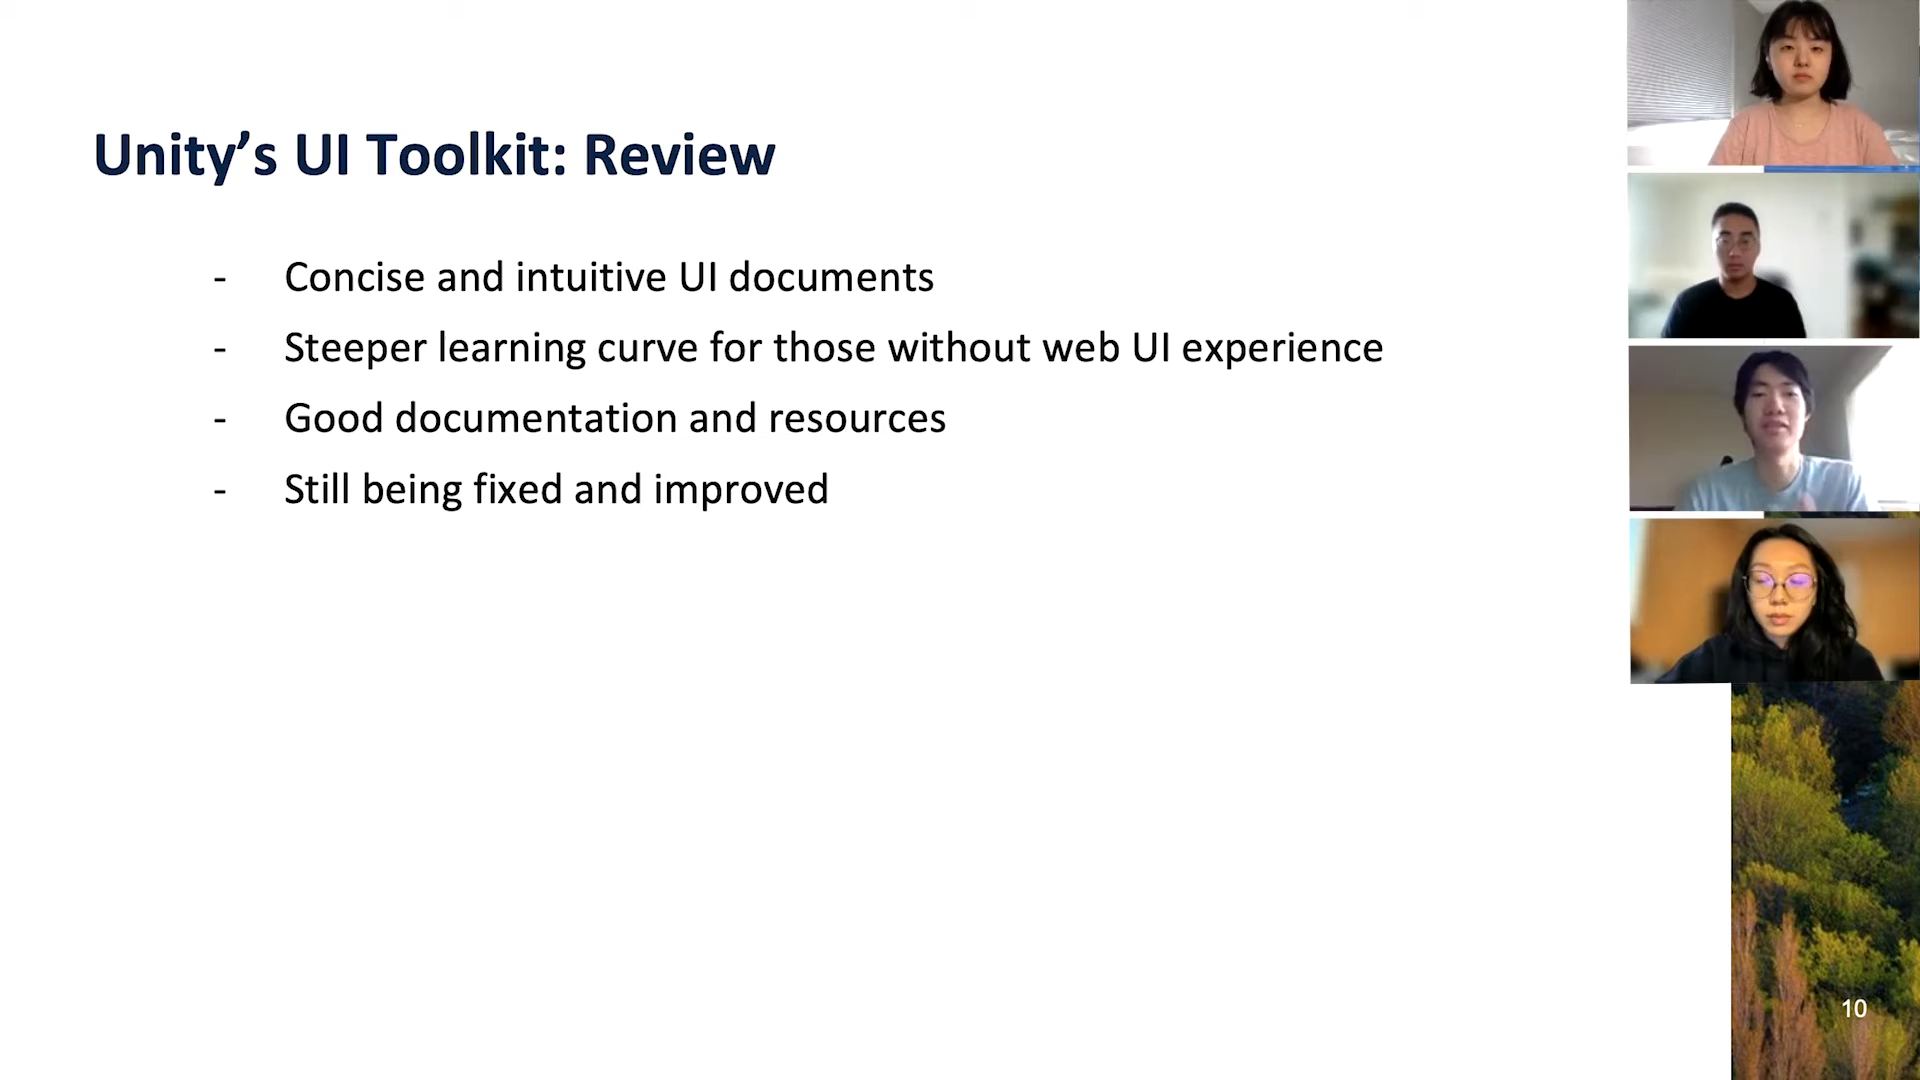 Unity’s UI Toolkit: Review
- Concise and intuitive UI documents
- Steeper learning curve for those without web UI experience
- Good documentation and resources
- Still being fixed and improved
10